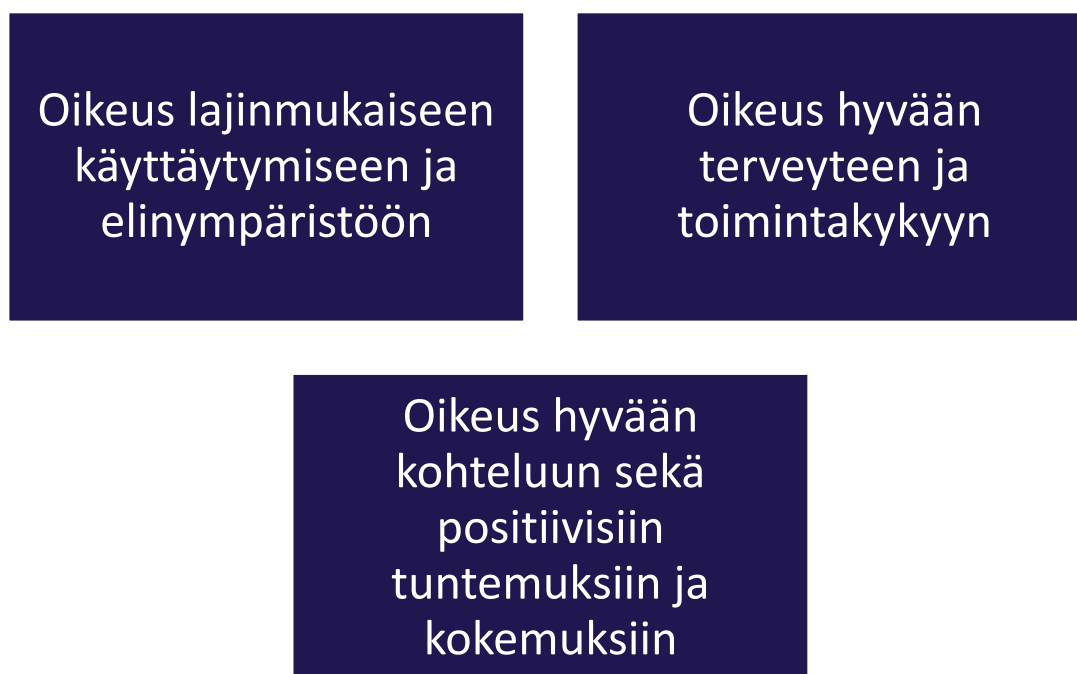 Oikeus lajinmukaiseen
käyttäytymiseen ja
elinympäristöön
Oikeus hyvään
terveyteen ja
toimintakykyyn
Oikeus hyvään
kohteluun sekä
positiivisiin
tuntemuksiin ja
kokemuksiin